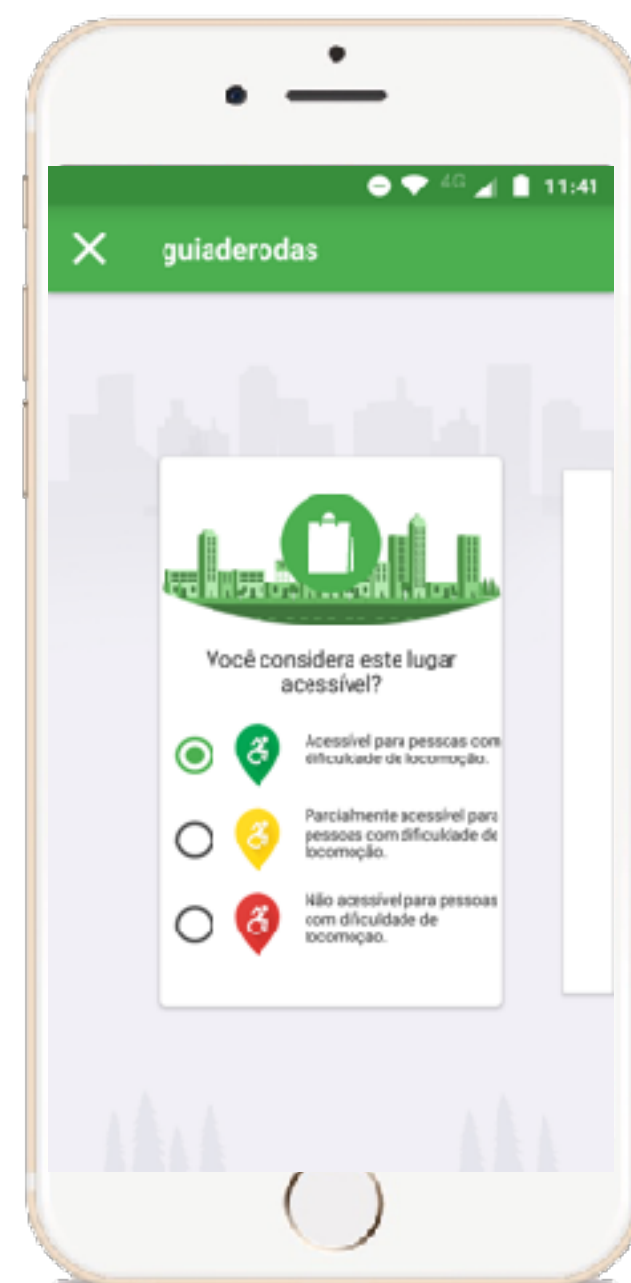 4G 11:41
guiaderodas
Você considera este lugar
acessível?
Acessível para pessoas com
dificuldade de locomoção.
Parcialmente acessível para
pessoas com dificuldade de
locomoção.
Não acessível para pessoas
com dificuldade de
locomoção.